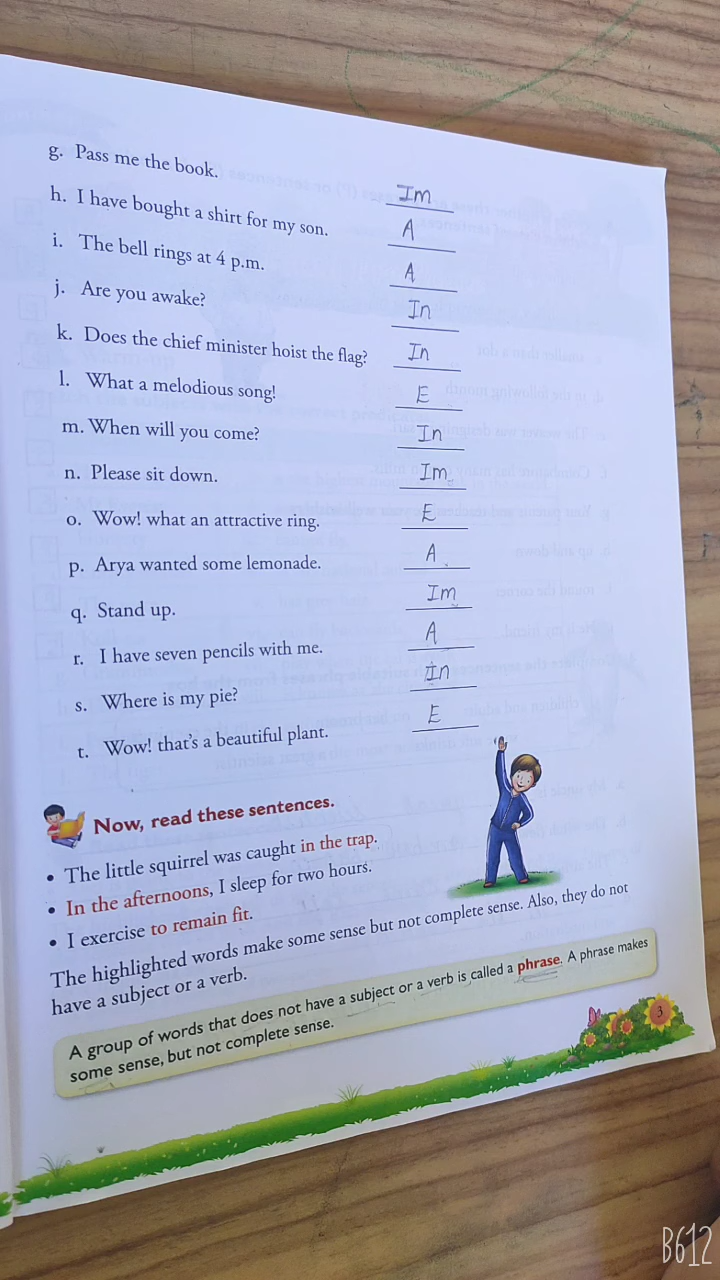 g. Pass me the book. Im
h. I have bought a shirt for my son. A
i. The bell rings at 4 p.m. A
j. Are you awake? In
k. Does the chief minister hoist the flag? In
l. What a melodious song! E
m. When will you come? In
n. Please sit down. Im
o. Wow! what an attractive ring. E
p. Arya wanted some lemonade. A
q. Stand up. Im
r. I have seven pencils with me. A
s. Where is my pie? In
t. Wow! that's a beautiful plant. E
Now, read these sentences.
• The little squirrel was caught in the trap.
• In the afternoons, I sleep for two hours.
• I exercise to remain fit.
The highlighted words make some sense but not complete sense. Also, they do not
have a subject or a verb.
A group of words that does not have a subject or a verb is called a phrase. A phrase makes
some sense, but not complete sense.
3
B612